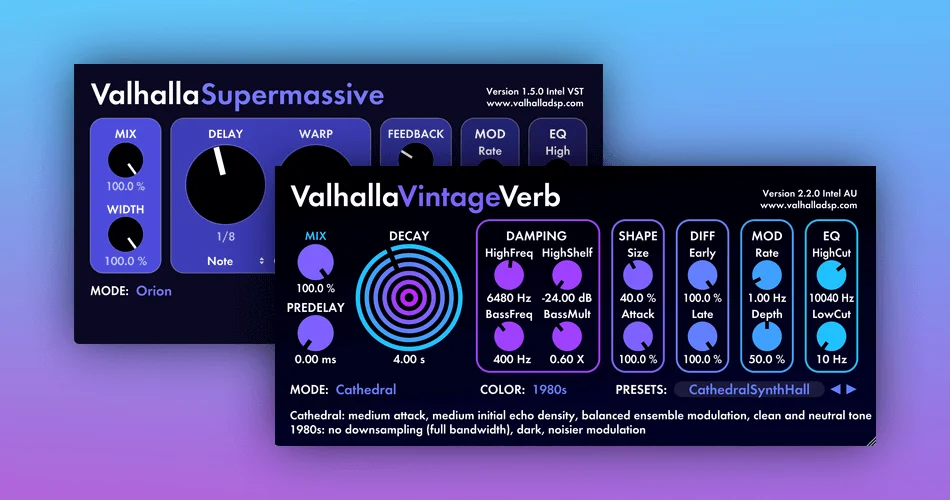 ValhallaSupermassive
Version 1.5.0 Intel VST
www.valhalladsp.com
MIX
100.0 %
WIDTH
100.0 %
DELAY
WARP
1/8
Note
FEEDBACK
MOD
Rate
EQ
High
MODE: Orion
ValhallaVintageVerb
Version 2.2.0 Intel AU
www.valhalladsp.com
MIX
100.0 %
PREDELAY
0.00 ms
DECAY
4.00 s
DAMPING
HighFreq HighShelf
6480 Hz -24.00 dB
BassFreq BassMult
400 Hz 0.60 X
SHAPE
Size
40.0 %
Attack
100.0 %
DIFF
Early
100.0 %
Late
100.0 %
MOD
Rate
1.00 Hz
Depth
50.0 %
EQ
HighCut
10040 Hz
LowCut
10 Hz
MODE: Cathedral COLOR: 1980s PRESETS: CathedralSynthHall
Cathedral: medium attack, medium initial echo density, balanced ensemble modulation, clean and neutral tone
1980s: no downsampling (full bandwidth), dark, noisier modulation